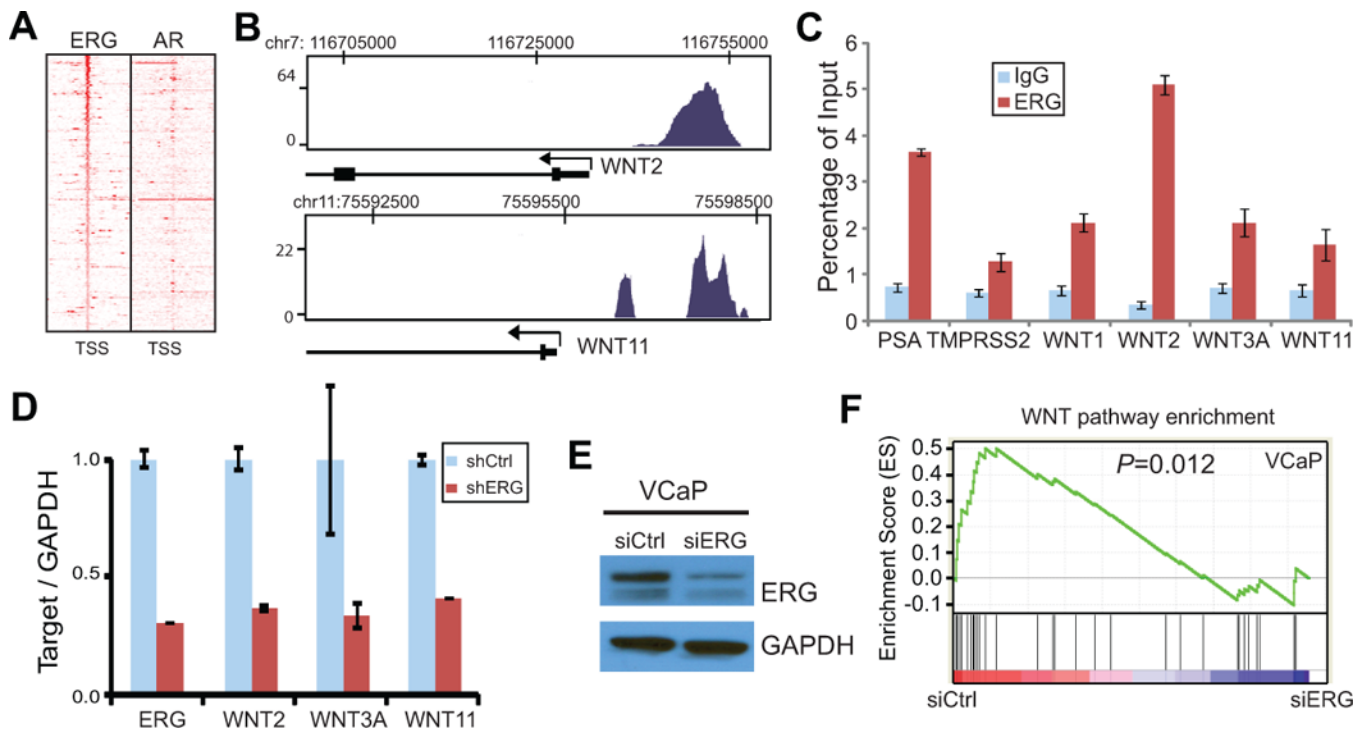 A
ERG AR
TSS TSS
B
chr7: 116705000 116725000 116755000
64
0
WNT2
chr11:75592500 75595500 75598500
22
0
WNT11
C
Percentage of Input
6
5
4
3
2
1
0
IgG
ERG
PSA TMPRSS2 WNT1 WNT2 WNT3A WNT11
D
Target / GAPDH
1.0
0.5
0.0
shCtrl
shERG
ERG WNT2 WNT3A WNT11
E
VCaP
siCtrl siERG
ERG
GAPDH
F
WNT pathway enrichment
Enrichment Score (ES)
0.5
0.4
0.3
0.2
0.1
0.0
-0.1
P=0.012 VCaP
siCtrl siERG